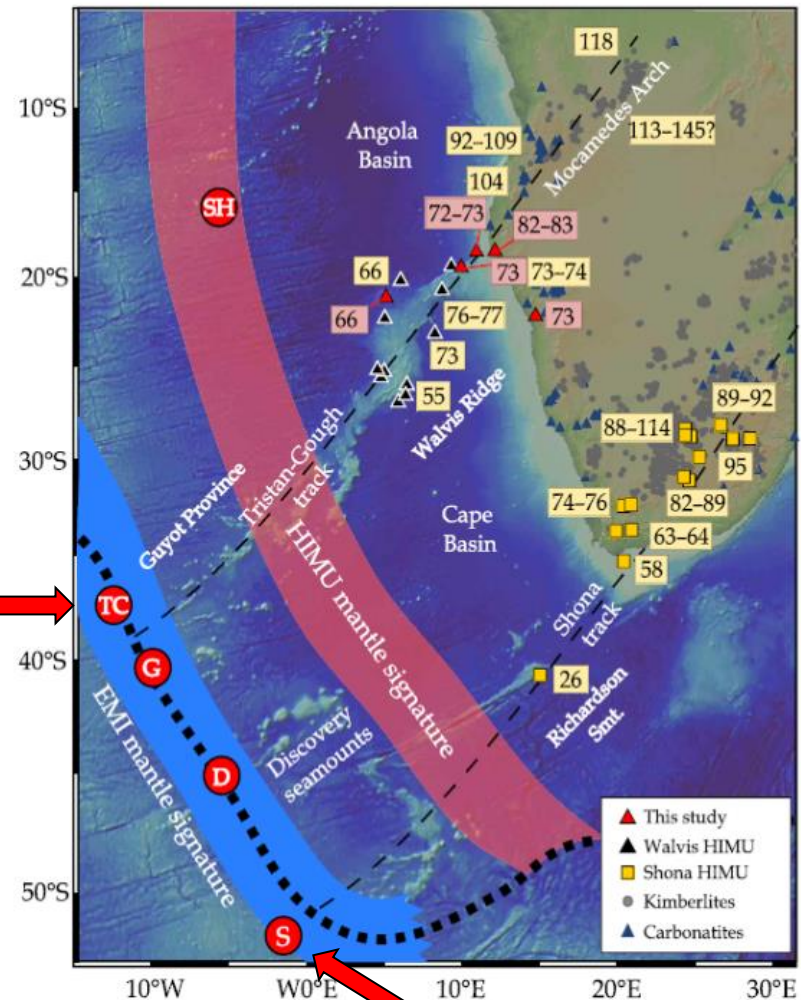 118
10°S
Angola
Basin
92–109
Mocamedes Arch
113–145?
104
SH
72–73
82–83
20°S
66
73
73–74
66
76–77
73
73
55
Walvis Ridge
89–92
88–114
95
30°S
Guyot Province
Tristan-Gough
track
Cape
Basin
74–76
82–89
63–64
58
TC
HIMU mantle signature
Shona
track
40°S
G
26
Richardson
Smt.
EMI mantle signature
Discovery
seamounts
D
This study
Walvis HIMU
Shona HIMU
Kimberlites
Carbonatites
50°S
S
10°W
W0°E
10°E
20°E
30°E